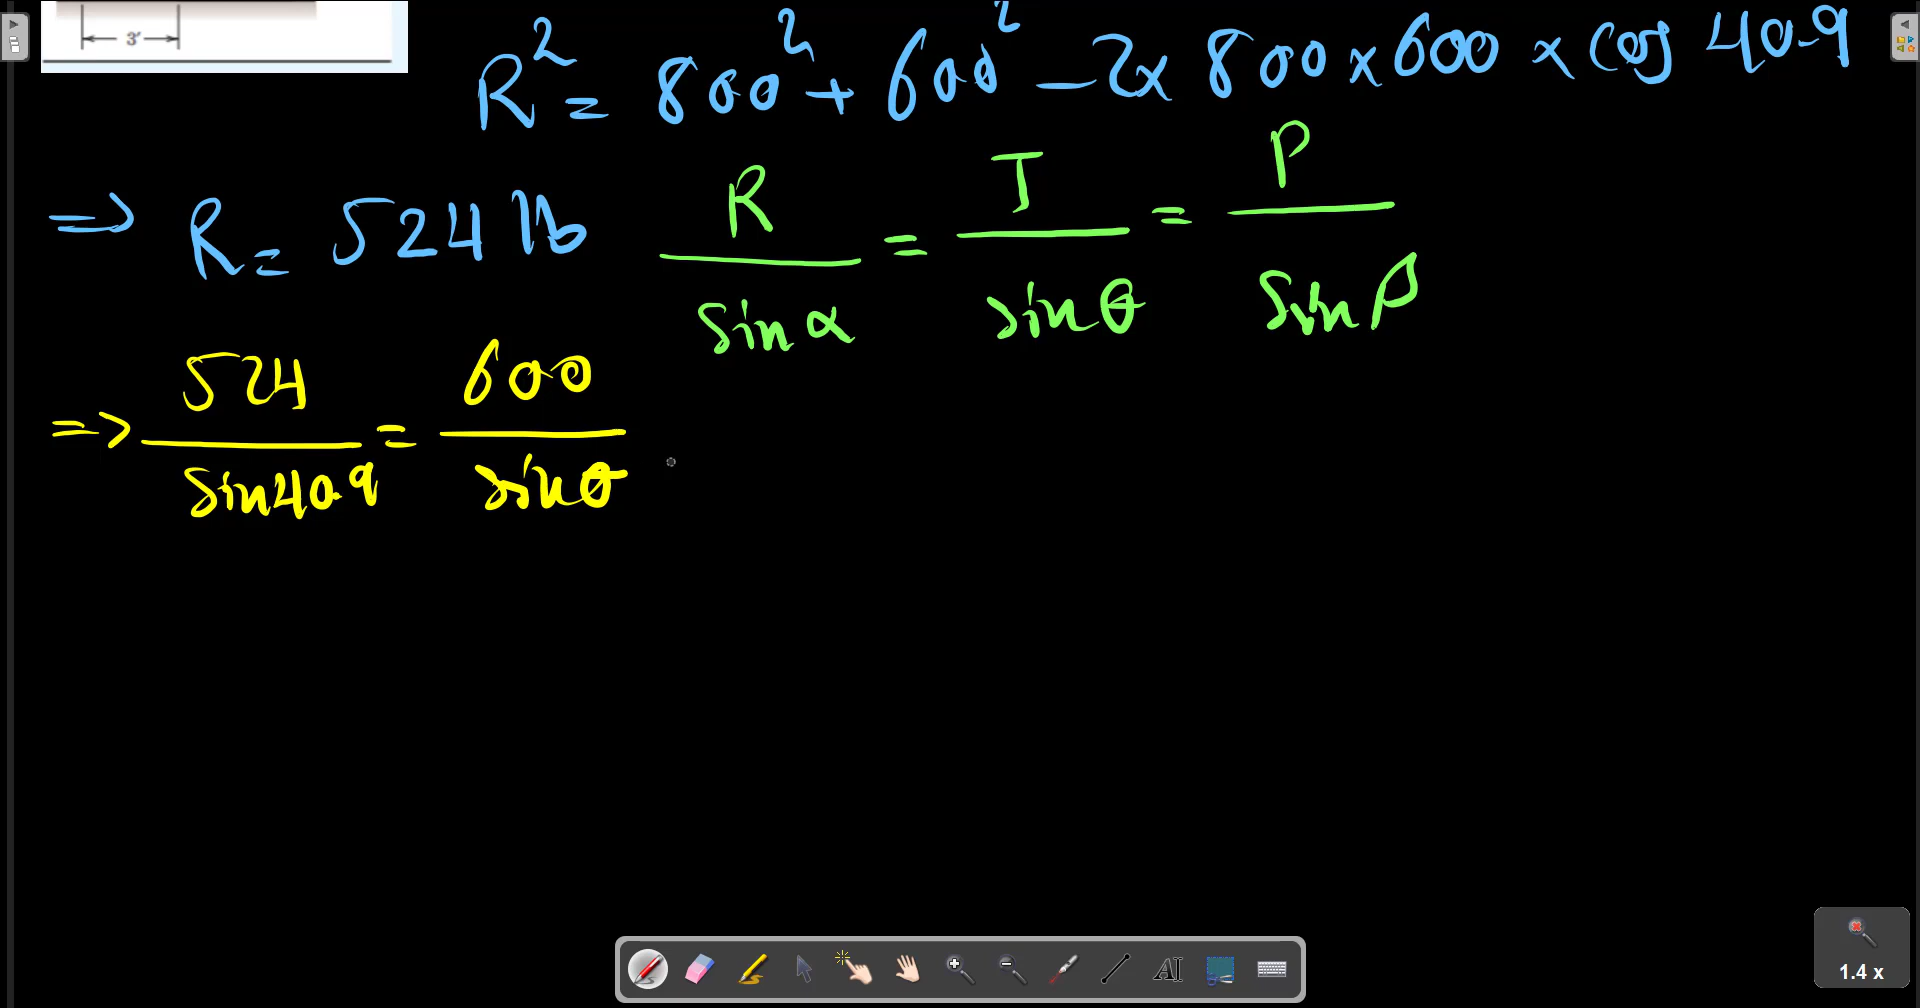 3'
R² = 800² + 600² - 2 x 800 x 600 x cos 40.9
=> R = 524 lb
R / sin α = T / sin θ = P / sin β
=> 524 / sin 40.9 = 600 / sin θ
1.4 x